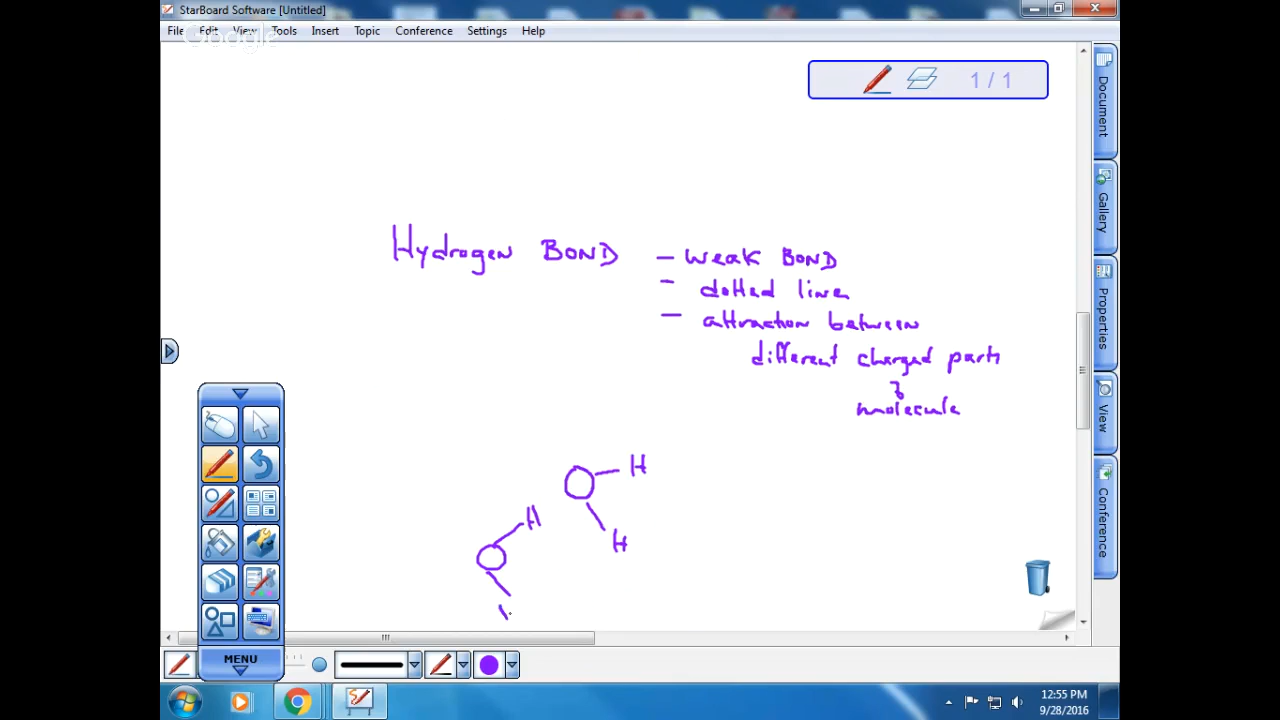 StarBoard Software [Untitled]
File Edit View Tools Insert Topic Conference Settings Help
Google
1 / 1
Document
Gallery
Properties
View
Conference
Hydrogen BOND — weak BOND
— dotted line
— attraction between
different charged parts
of
molecule
O H
H
O H
MENU
12:55 PM
9/28/2016